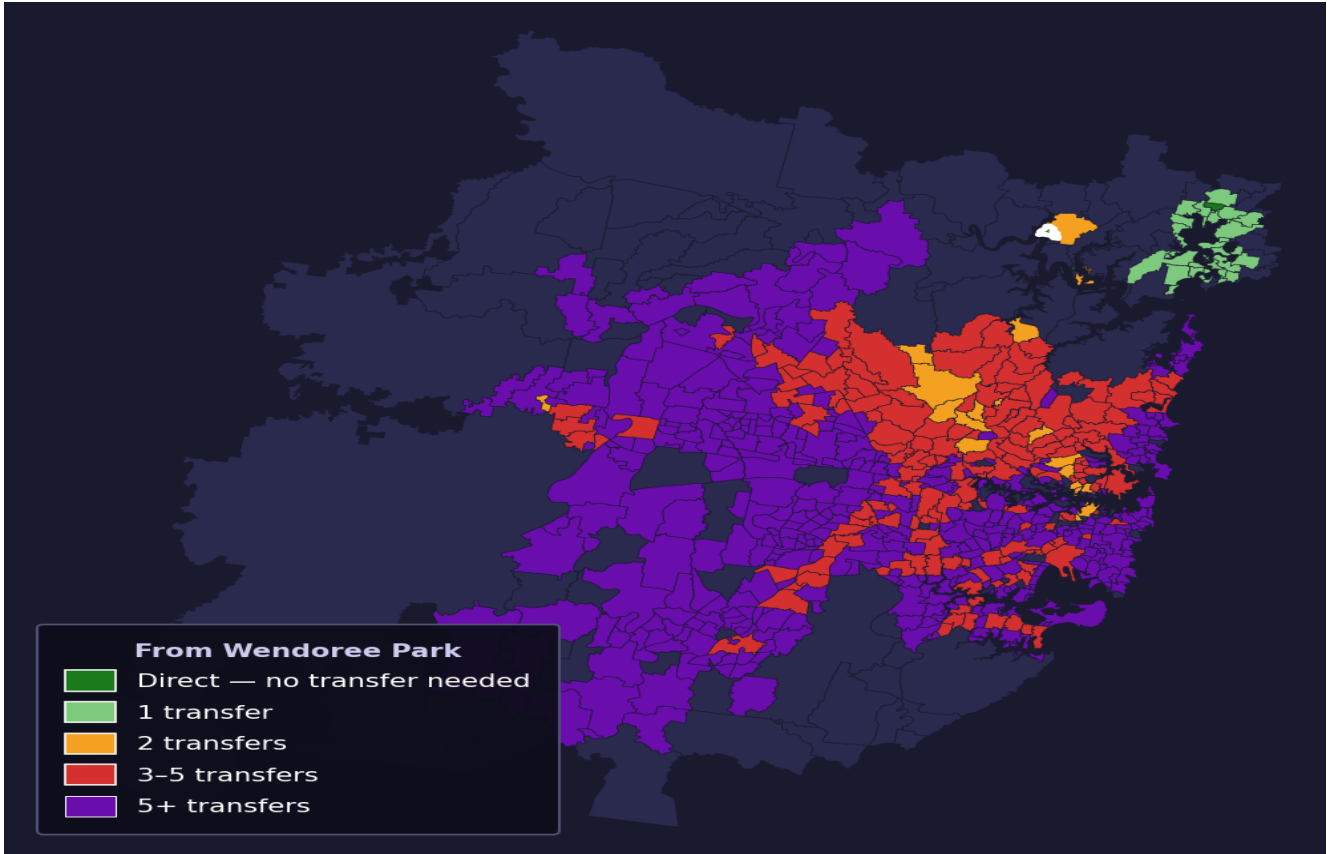 From Wendoree Park
Direct — no transfer needed
1 transfer
2 transfers
3–5 transfers
5+ transfers